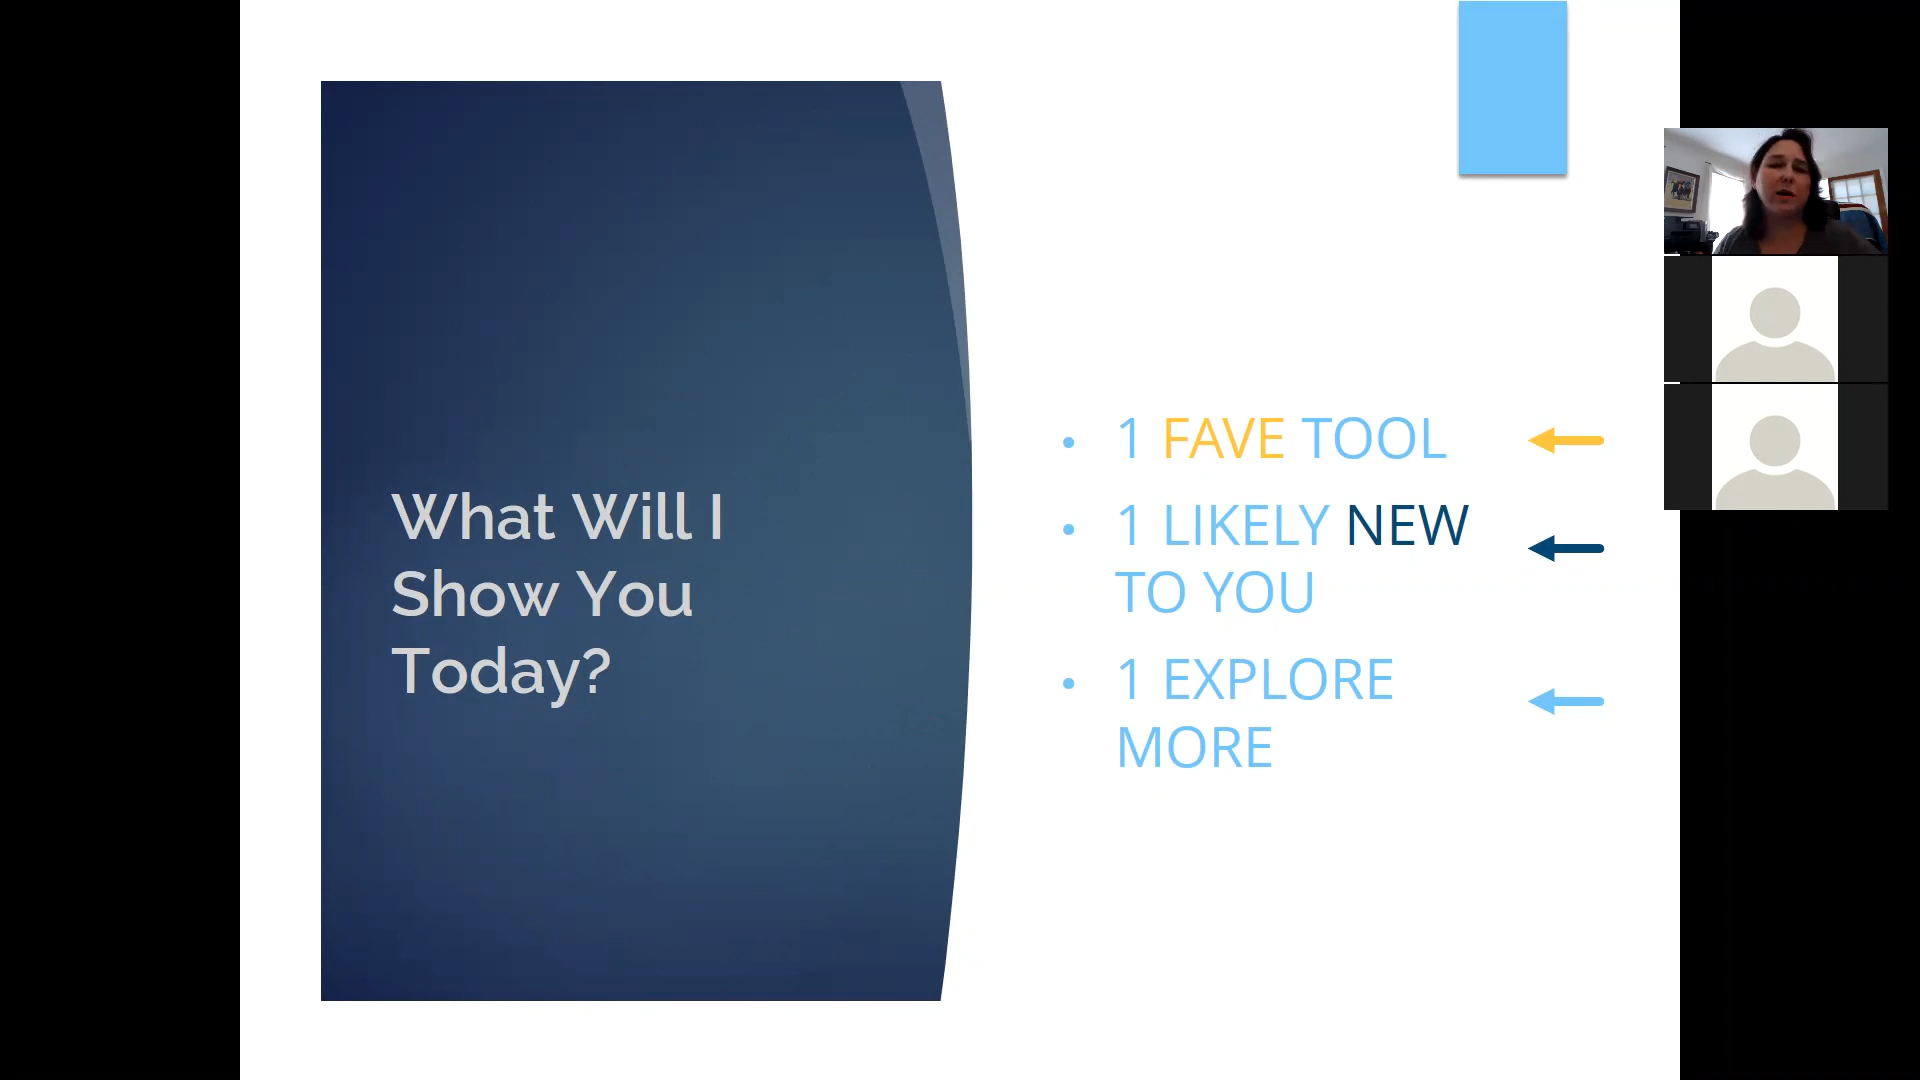 What Will I
Show You
Today?
• 1 FAVE TOOL
• 1 LIKELY NEW
TO YOU
• 1 EXPLORE
MORE